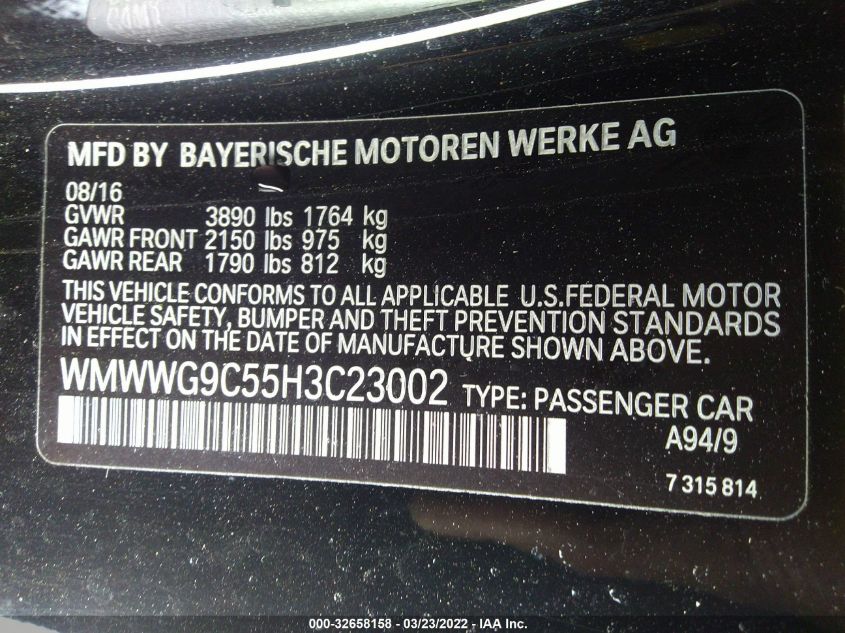 MFD BY BAYERISCHE MOTOREN WERKE AG
08/16
GVWR 3890 lbs 1764 kg
GAWR FRONT 2150 lbs 975 kg
GAWR REAR 1790 lbs 812 kg
THIS VEHICLE CONFORMS TO ALL APPLICABLE U.S.FEDERAL MOTOR
VEHICLE SAFETY, BUMPER AND THEFT PREVENTION STANDARDS
IN EFFECT ON THE DATE OF MANUFACTURE SHOWN ABOVE.
WMWWG9C55H3C23002 TYPE: PASSENGER CAR
A94/9
7 315 814
000-32658158 - 03/23/2022 - IAA Inc.